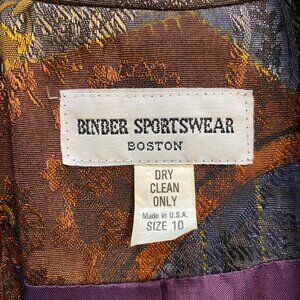 BINDER SPORTSWEAR
BOSTON
DRY
CLEAN
ONLY
Made in U.S.A.
SIZE 10